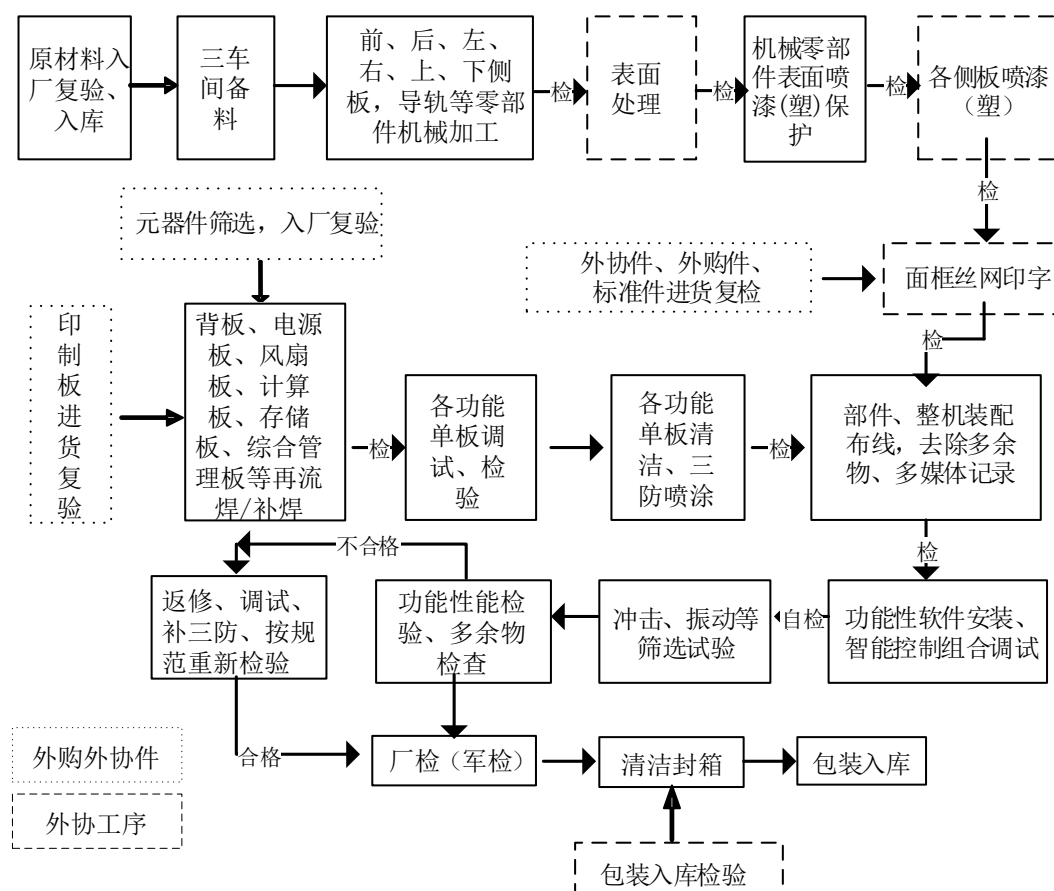 原材料入
厂复验、
入库
三车
间备
料
前、后、左、
右、上、下侧
板，导轨等零部
件机械加工
检
表面
处理
检
机械零部
件表面喷
漆(塑)保
护
检
各侧板喷漆
（塑）
检
元器件筛选，入厂复验
外协件、外购件、
标准件进货复检
面框丝网印字
检
印
制
板
进
货
复
验
背板、电源
板、风扇
板、计算
板、存储
板、综合管
理板等再流
焊/补焊
检
各功能
单板调
试、检
验
各功能
单板清
洁、三
防喷涂
检
部件、整机装配
布线，去除多余
物、多媒体记录
检
不合格
返修、调试、
补三防、按规
范重新检验
功能性能检
验、多余物
检查
冲击、振动等
筛选试验
自检
功能性软件安装、
智能控制组合调试
合格
厂检（军检）
清洁封箱
包装入库
外购外协件
外协工序
包装入库检验